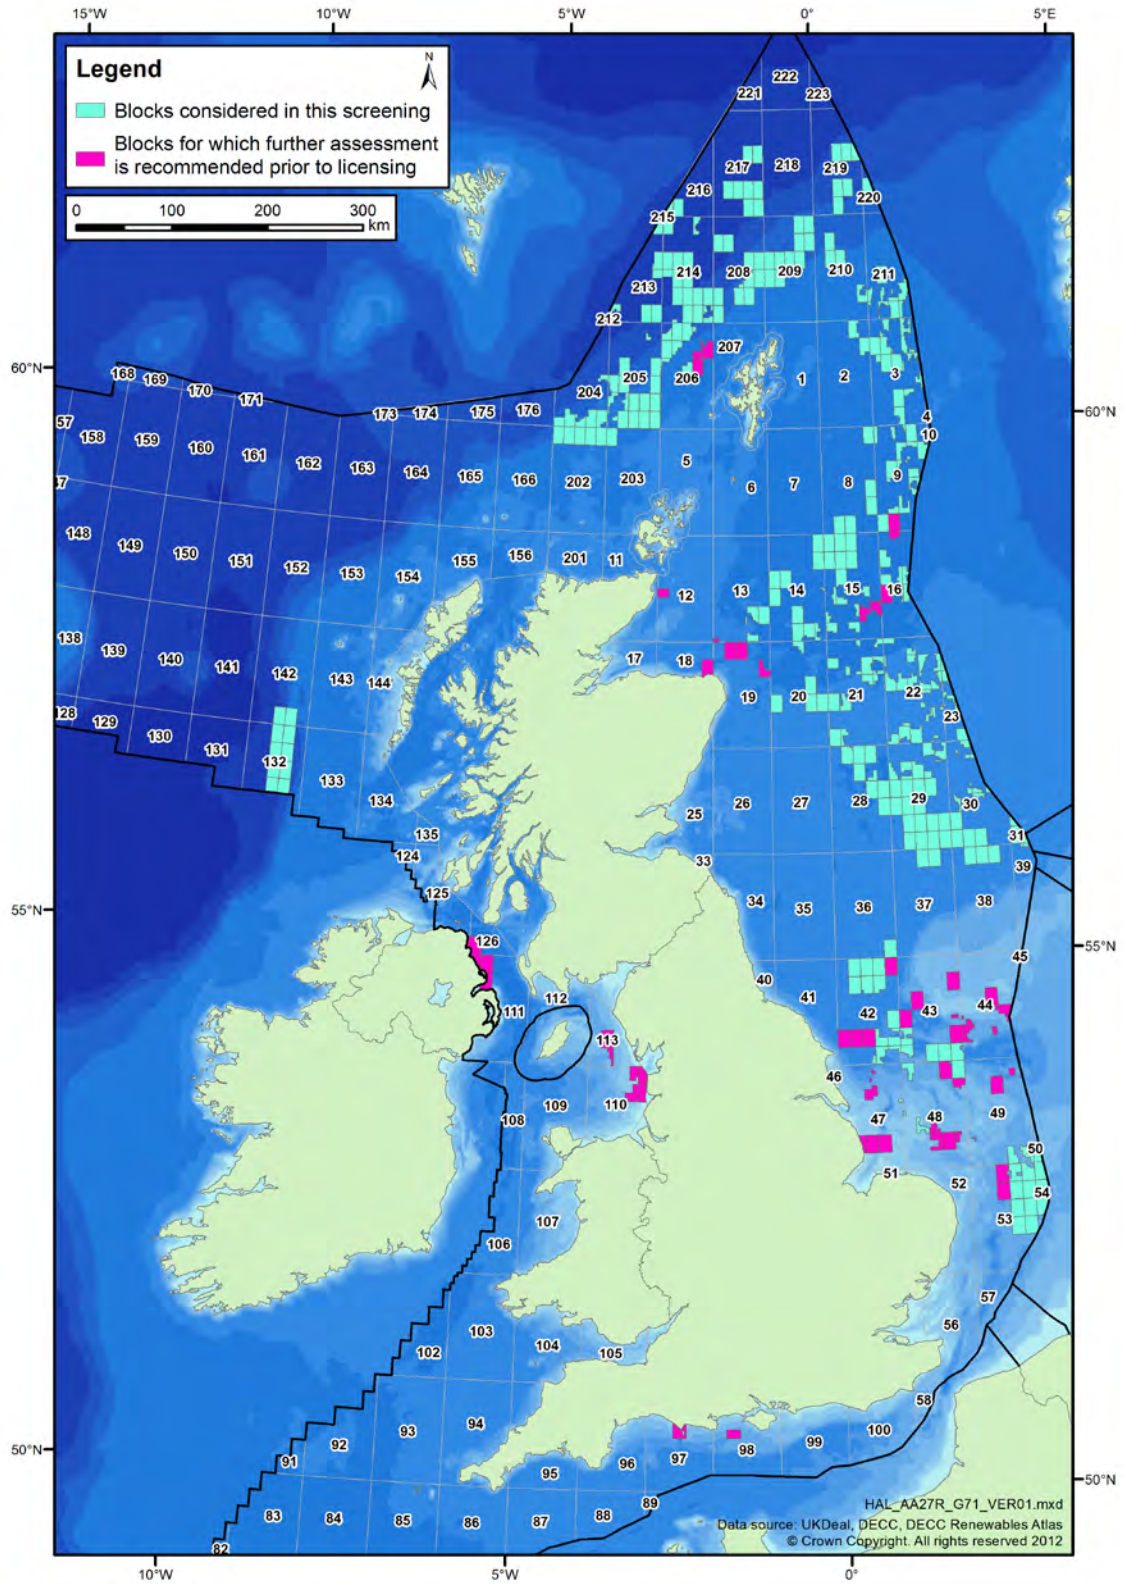 15°W 10°W 5°W 0° 5°E
Legend
N
Blocks considered in this screening
Blocks for which further assessment
is recommended prior to licensing
0 100 200 300
km
222
221 223
217 218 219
216 220
215
214 208 209 210 211
213
212
207
60°N 168 169 205 206 1 2 3
170 204
171 173 174 175 176 4 60°N
57 158 159 160 10
161 162 163 164 165 166 202 203 5 6 7 8 9
17
148 149 150 151 152 153 154 155 156 201 11
12 13 14 15 16
138 139 140 141 142 143 144 17 18
19 20 21 22
128 129 130 131 23
132 133 134 25 26 27 28 29 30
135 31
124 33 39
125 34 35 36 37 38
55°N
126 45 55°N
40 41
112 111 42 43 44
113
46
110 109 108 47 48 49
50
51 52 54
107 53
106
57
103 104 105 56
102
58
94 93 92 100
91 99 98 97 96 95
50°N 50°N
89
83 84 85 86 87 88
82
HAL_AA27R_G71_VER01.mxd
Data source: UKDeal, DECC, DECC Renewables Atlas
© Crown Copyright. All rights reserved 2012
10°W 5°W 0°